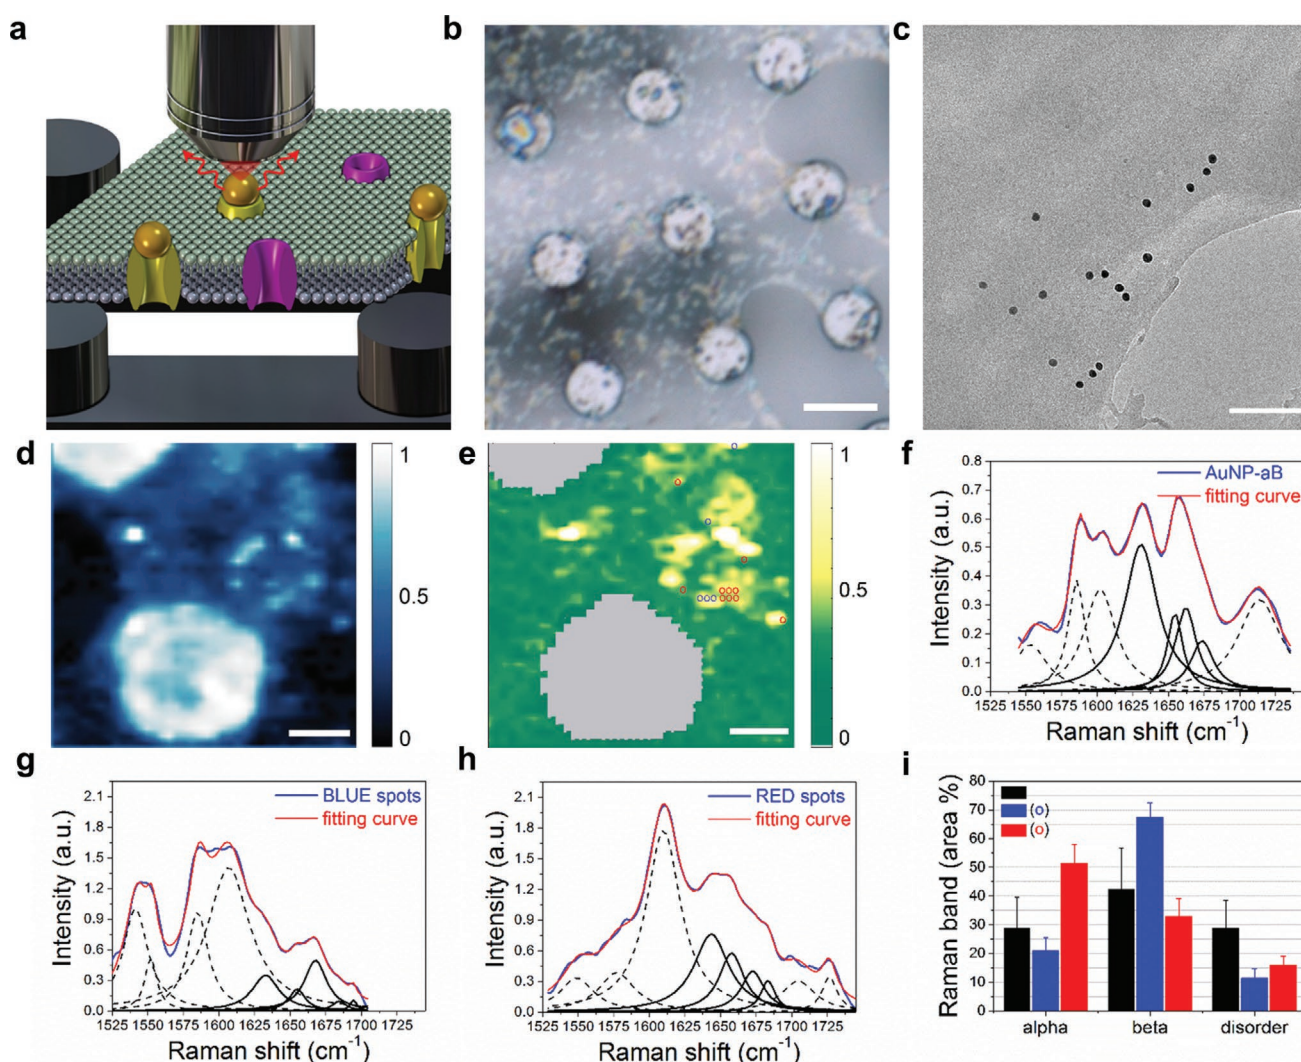 a
b
c
d
1
0.5
0
e
1
0.5
0
f
0.8
0.7
0.6
0.5
0.4
0.3
0.2
0.1
0.0
AuNP-aB
fitting curve
Intensity (a.u.)
1550 1575 1600 1625 1650 1675 1700 1725
Raman shift (cm⁻¹)
g
2.1
1.8
1.5
1.2
0.9
0.6
0.3
0.0
BLUE spots
fitting curve
Intensity (a.u.)
1525 1550 1575 1600 1625 1650 1675 1700 1725
Raman shift (cm⁻¹)
h
2.1
1.8
1.5
1.2
0.9
0.6
0.3
0.0
RED spots
fitting curve
Intensity (a.u.)
1525 1550 1575 1600 1625 1650 1675 1700 1725
Raman shift (cm⁻¹)
i
80
70
60
50
40
30
20
10
0
(o)
(o)
Raman band (area %)
alpha beta disorder